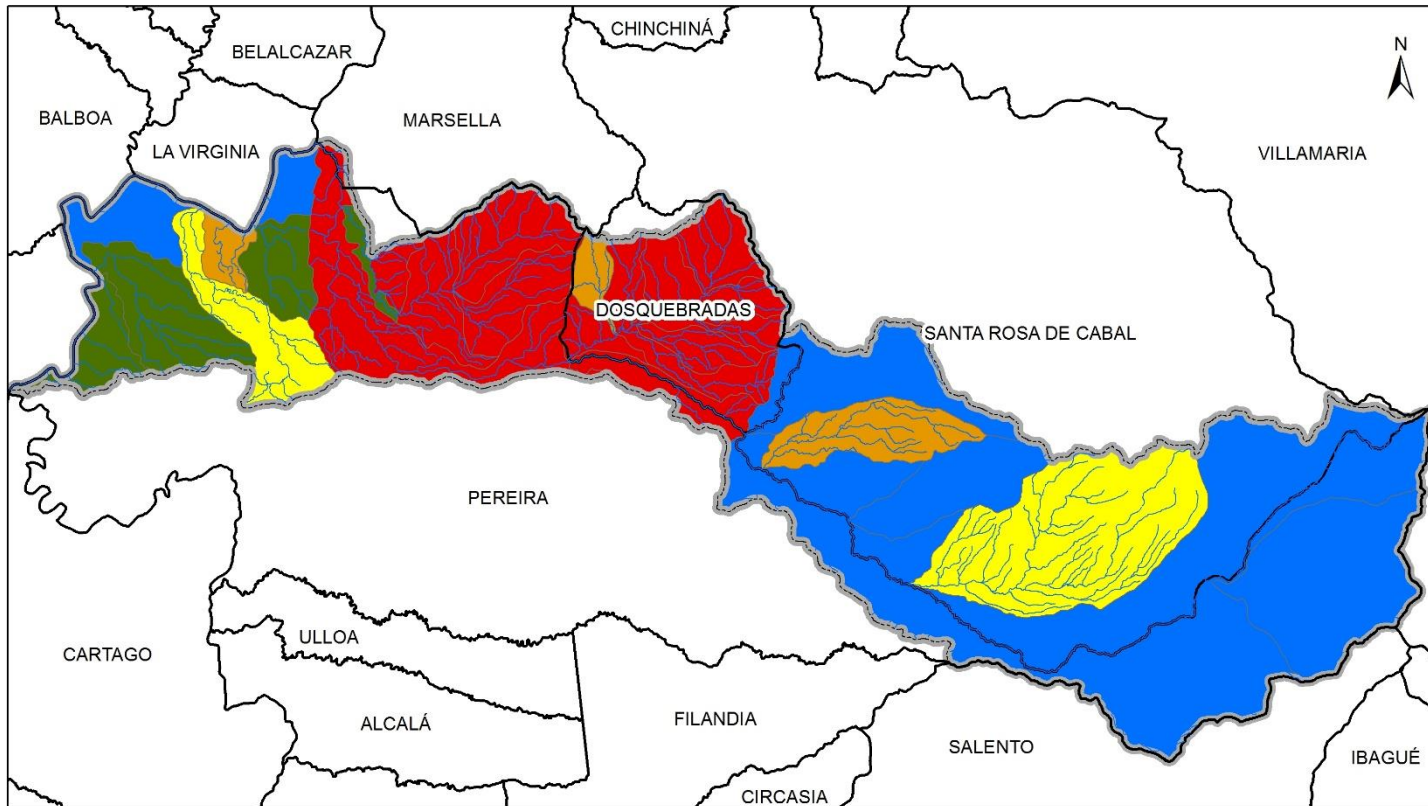 CHINCHINÁ
BELALCAZAR
N
BALBOA
MARSELLA
LA VIRGINIA
VILLAMARIA
DOSQUEBRADAS
SANTA ROSA DE CABAL
PEREIRA
ULLOA
CARTAGO
ALCALÁ
FILANDIA
SALENTO
IBAGUÉ
CIRCASIA